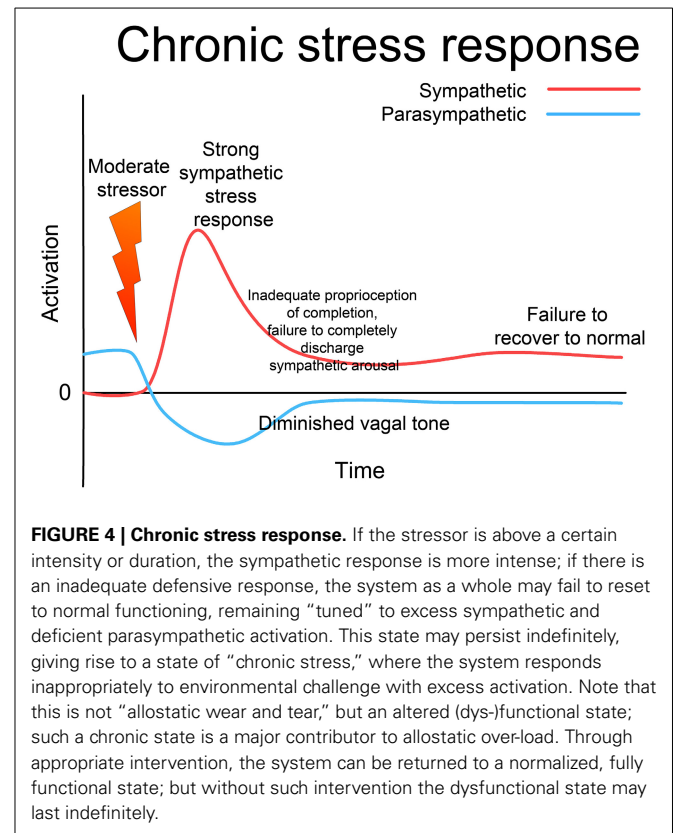 Chronic stress response
Sympathetic
Parasympathetic
Moderate
stressor
Strong
sympathetic
stress
response
Activation
Inadequate proprioception
of completion,
failure to completely
discharge
sympathetic arousal
Failure to
recover to normal
0
Diminished vagal tone
Time
FIGURE 4 | Chronic stress response. If the stressor is above a certain
intensity or duration, the sympathetic response is more intense; if there is
an inadequate defensive response, the system as a whole may fail to reset
to normal functioning, remaining “tuned” to excess sympathetic and
deficient parasympathetic activation. This state may persist indefinitely,
giving rise to a state of “chronic stress,” where the system responds
inappropriately to environmental challenge with excess activation. Note that
this is not “allostatic wear and tear,” but an altered (dys-)functional state;
such a chronic state is a major contributor to allostatic over-load. Through
appropriate intervention, the system can be returned to a normalized, fully
functional state; but without such intervention the dysfunctional state may
last indefinitely.